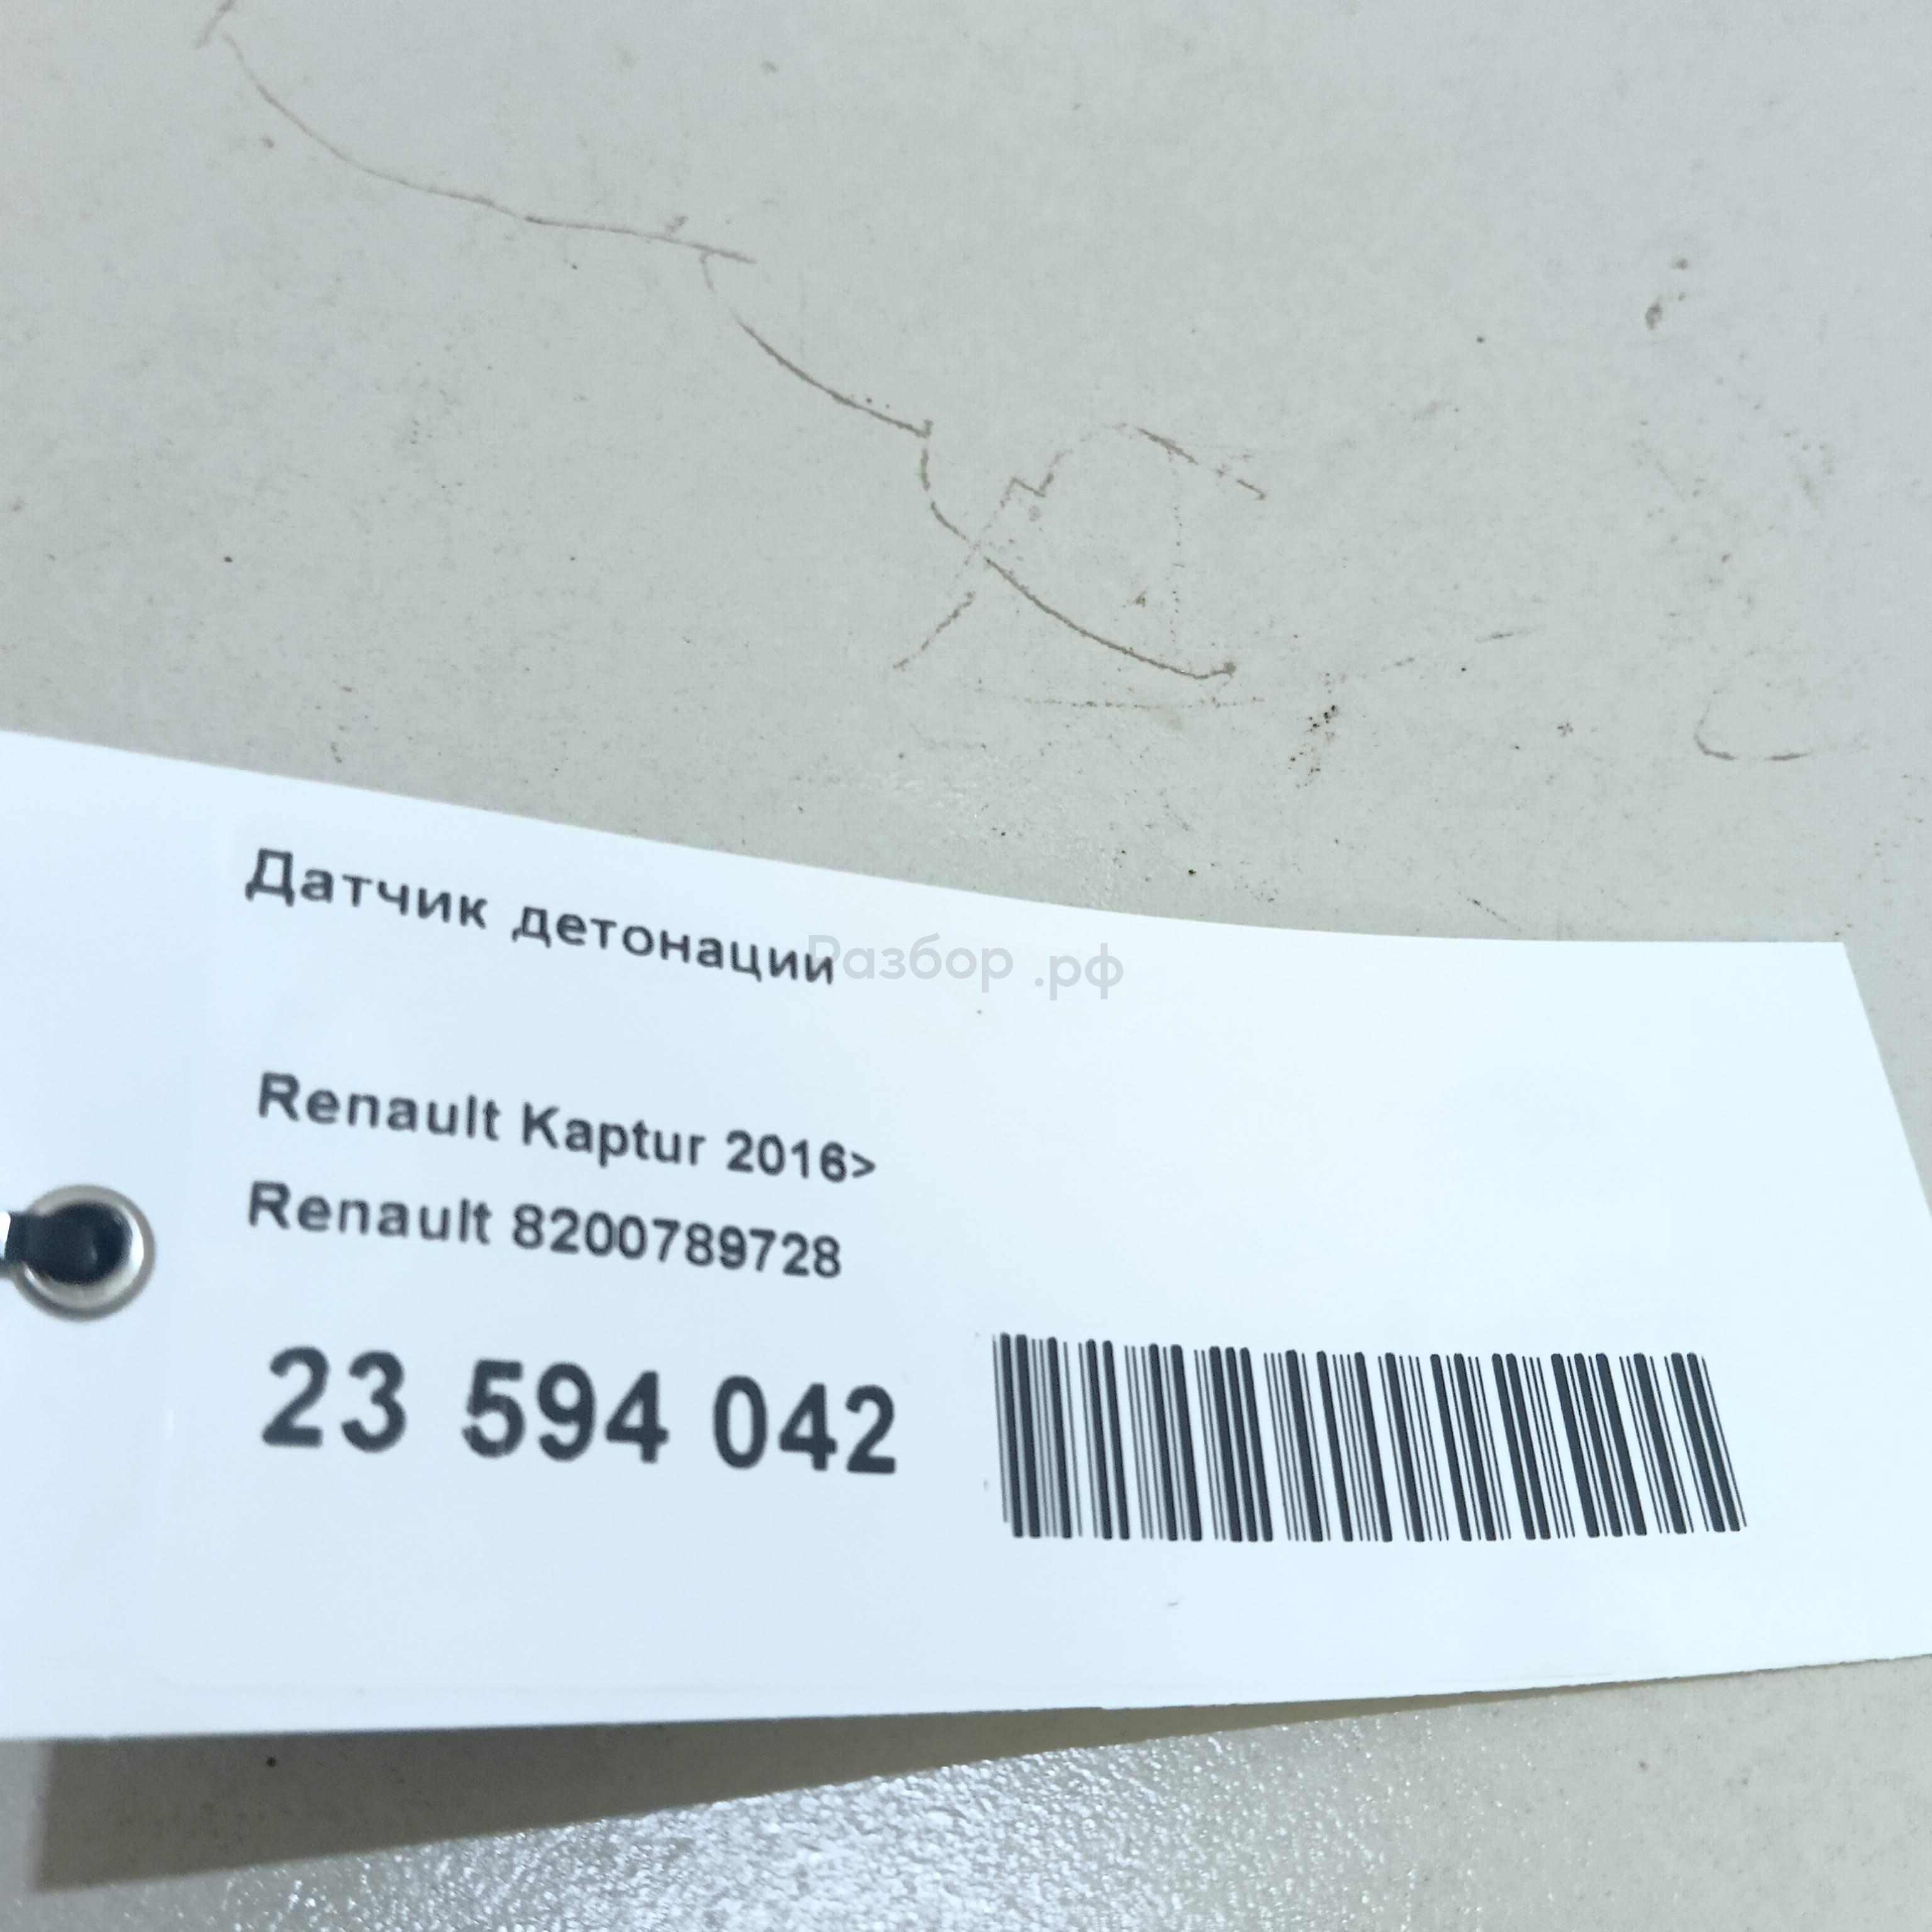 Датчик детонации
Разбор .рф
Renault Kaptur 2016>
Renault 8200789728
23 594 042